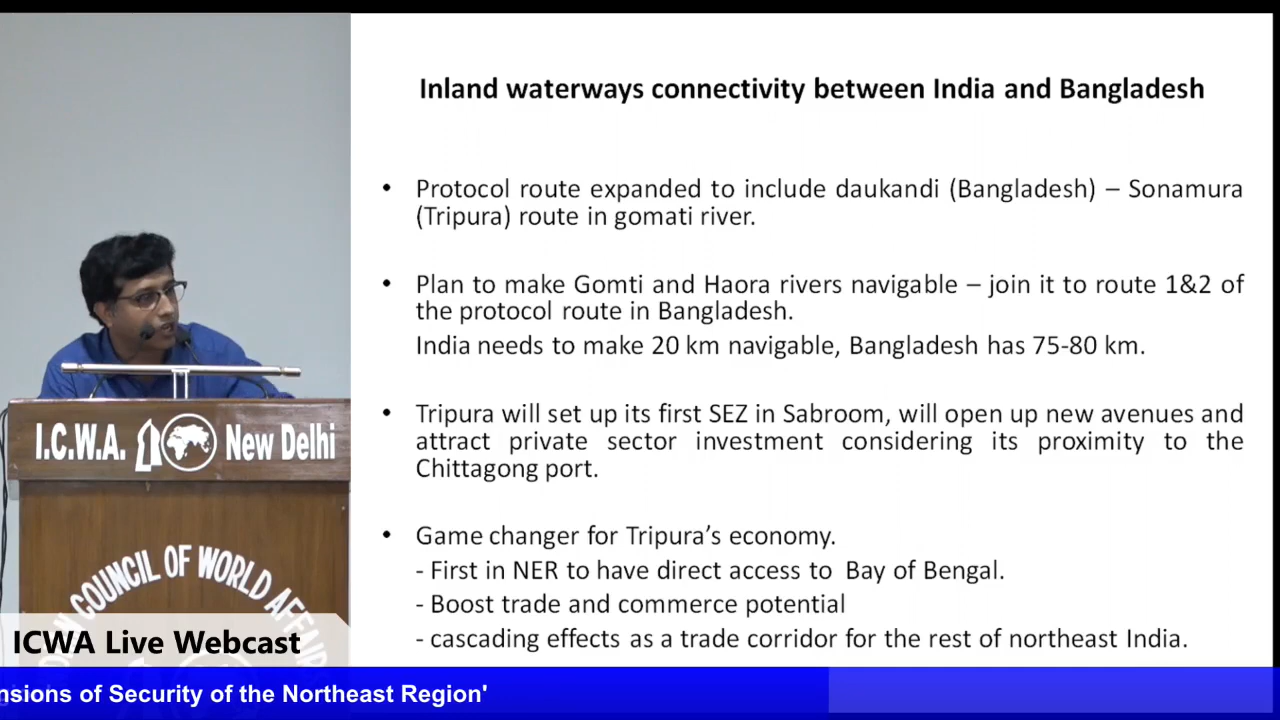 Inland waterways connectivity between India and Bangladesh
• Protocol route expanded to include daukandi (Bangladesh) – Sonamura
(Tripura) route in gomati river.
• Plan to make Gomti and Haora rivers navigable – join it to route 1&2 of
the protocol route in Bangladesh.
India needs to make 20 km navigable, Bangladesh has 75-80 km.
• Tripura will set up its first SEZ in Sabroom, will open up new avenues and
attract private sector investment considering its proximity to the
Chittagong port.
• Game changer for Tripura’s economy.
- First in NER to have direct access to Bay of Bengal.
- Boost trade and commerce potential
- cascading effects as a trade corridor for the rest of northeast India.
I.C.W.A. New Delhi
COUNCIL OF WORLD
ICWA Live Webcast
nsions of Security of the Northeast Region'